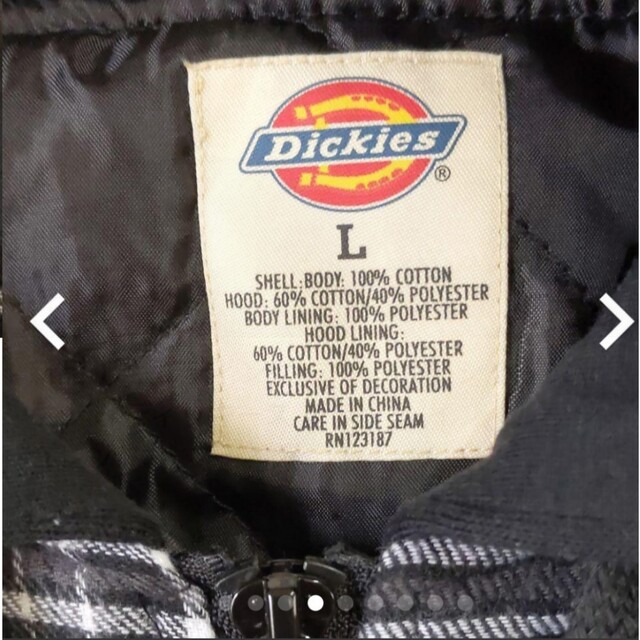 Dickies
®
L
SHELL:BODY: 100% COTTON
HOOD: 60% COTTON/40% POLYESTER
BODY LINING: 100% POLYESTER
HOOD LINING:
60% COTTON/40% POLYESTER
FILLING: 100% POLYESTER
EXCLUSIVE OF DECORATION
MADE IN CHINA
CARE IN SIDE SEAM
RN123187